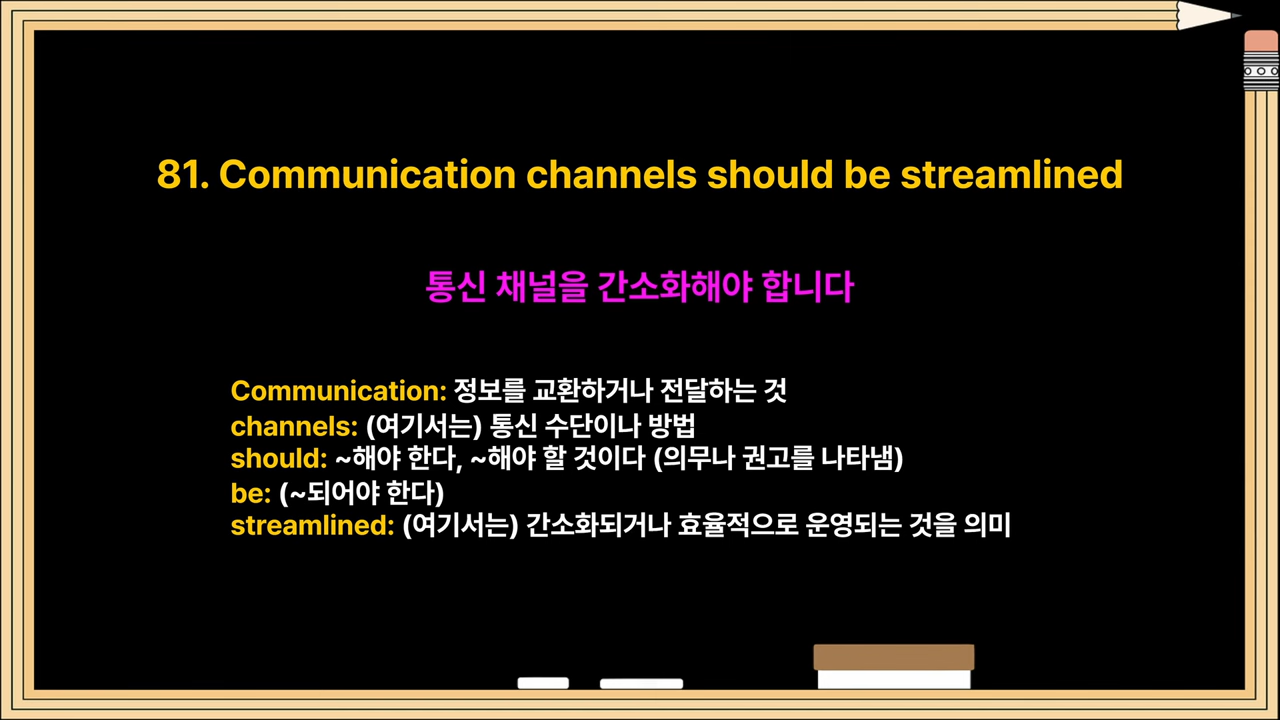 81. Communication channels should be streamlined
통신 채널을 간소화해야 합니다
Communication: 정보를 교환하거나 전달하는 것
channels: (여기서는) 통신 수단이나 방법
should: ~해야 한다, ~해야 할 것이다 (의무나 권고를 나타냄)
be: (~되어야 한다)
streamlined: (여기서는) 간소화되거나 효율적으로 운영되는 것을 의미